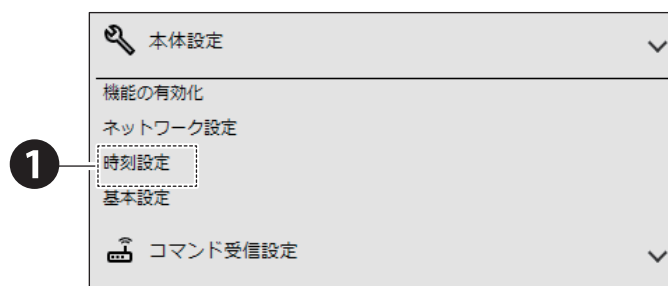 本体設定
機能の有効化
ネットワーク設定
1
時刻設定
基本設定
コマンド受信設定